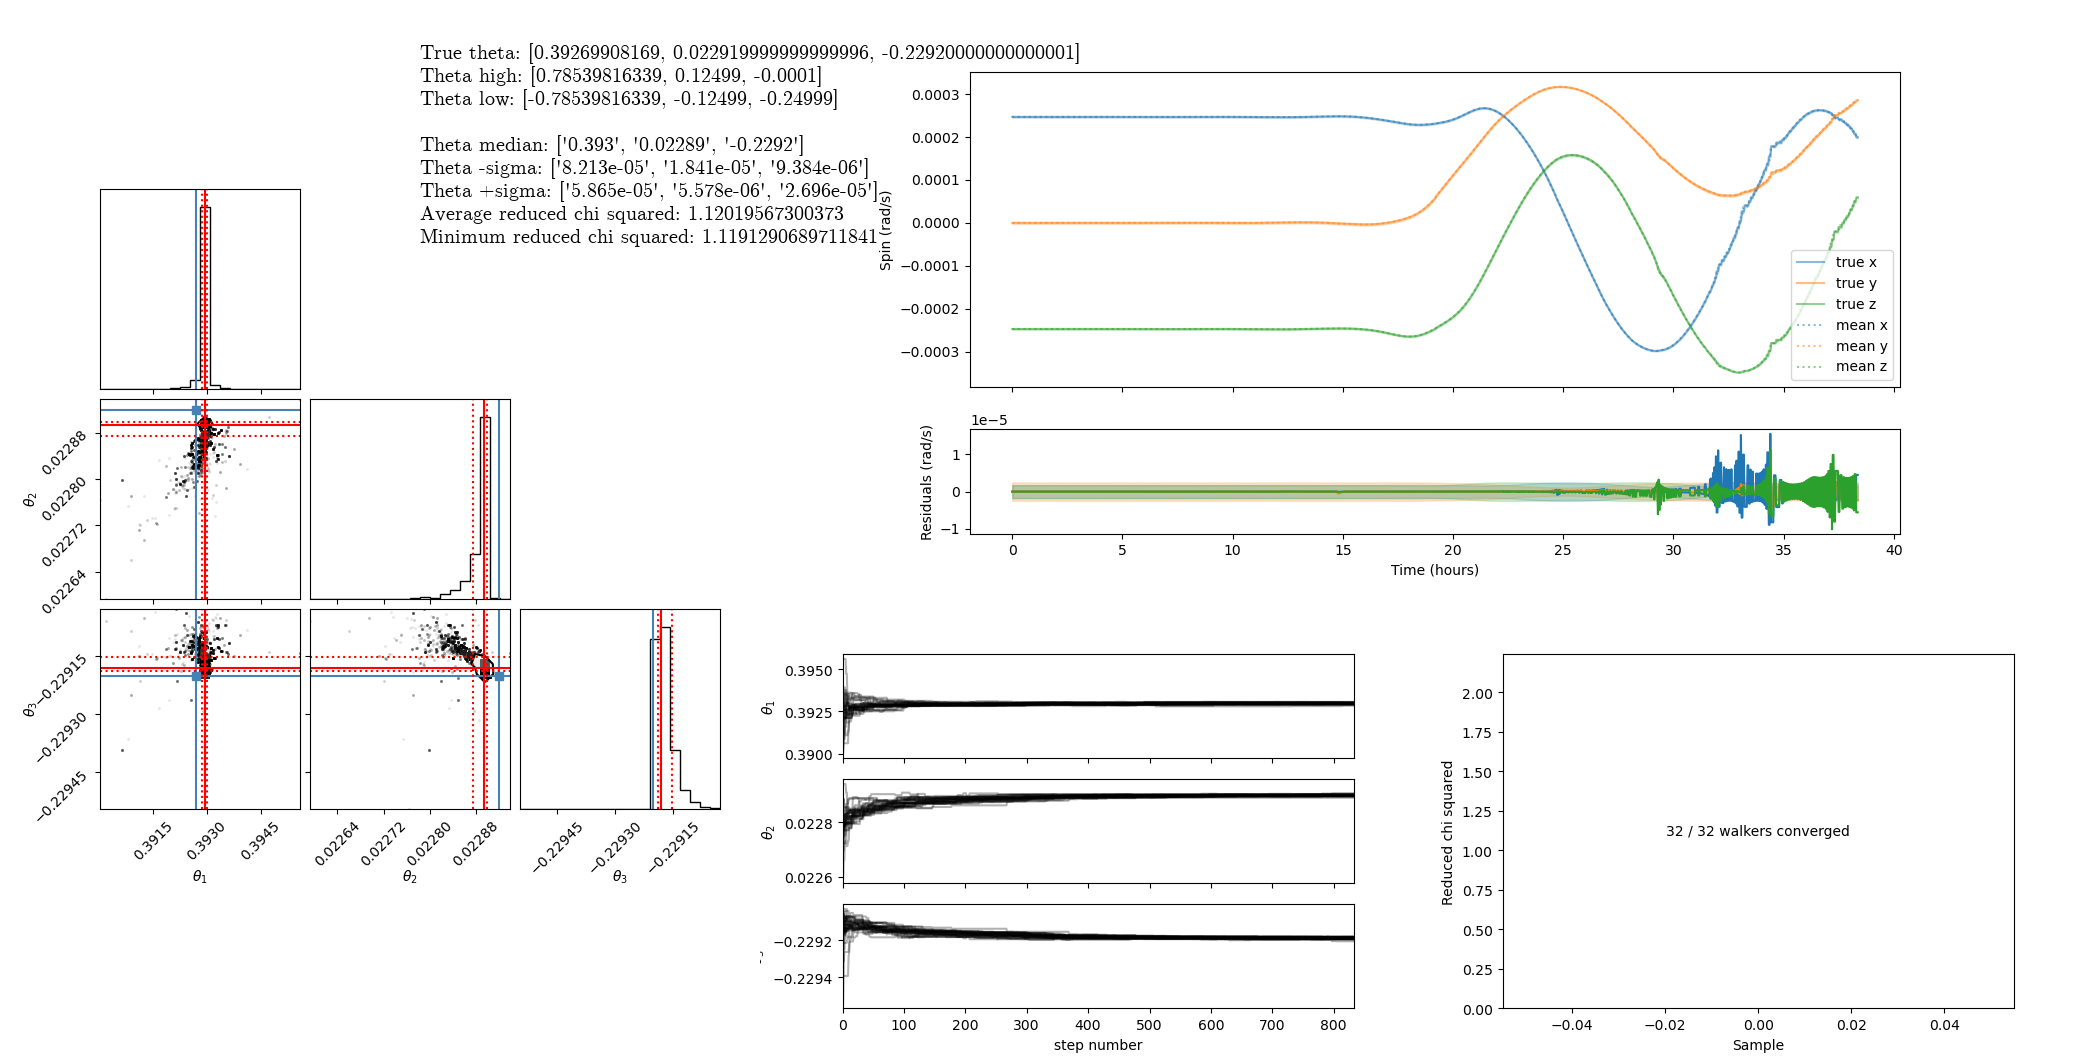 True theta: [0.39269908169, 0.022919999999999996, -0.22920000000000001]
Theta high: [0.78539816339, 0.12499, -0.0001]
Theta low: [-0.78539816339, -0.12499, -0.24999]
Theta median: ['0.393', '0.02289', '-0.2292']
Theta -sigma: ['8.213e-05', '1.841e-05', '9.384e-06']
Theta +sigma: ['5.865e-05', '5.578e-06', '2.696e-05']
Average reduced chi squared: 1.12019567300373
Minimum reduced chi squared: 1.1191290689711841
Spin (rad/s)
0.0003
0.0002
0.0001
0.0000
−0.0001
−0.0002
−0.0003
true x
true y
true z
mean x
mean y
mean z
1e−5
Residuals (rad/s)
1
0
−1
0 5 10 15 20 25 30 35 40
Time (hours)
θ2
0.02288
0.02280
0.02272
0.02264
θ3
−0.22915
−0.22930
−0.22945
0.3915 0.3930 0.3945
θ1
0.02264 0.02272 0.02280 0.02288
θ2
−0.22945 −0.22930 −0.22915
θ3
θ1
0.3950
0.3925
0.3900
θ2
0.0228
0.0226
−0.2292
−0.2294
0 100 200 300 400 500 600 700 800
step number
Reduced chi squared
2.00
1.75
1.50
1.25
1.00
0.75
0.50
0.25
0.00
32 / 32 walkers converged
−0.04 −0.02 0.00 0.02 0.04
Sample